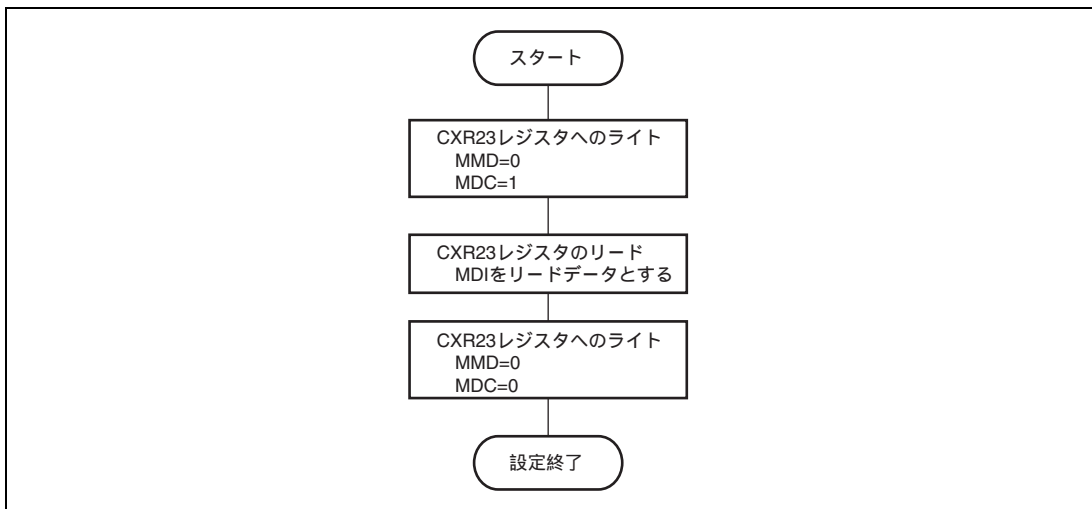 スタート
CXR23レジスタへのライト
MMD=0
MDC=1
CXR23レジスタのリード
MDIをリードデータとする
CXR23レジスタへのライト
MMD=0
MDC=0
設定終了